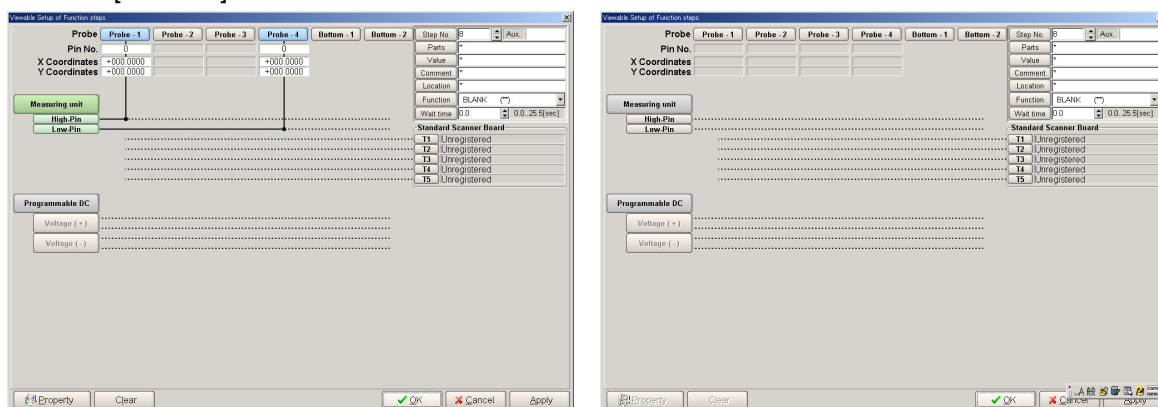 Viewable Setup of Function steps
Probe Probe - 1 Probe - 2 Probe - 3 Probe - 4 Bottom - 1 Bottom - 2 Step No. 8 Aux.
Pin No. 0 0 Parts *
X Coordinates +000.0000 +000.0000 Value *
Y Coordinates +000.0000 +000.0000 Comment *
Location *
Measuring unit Function BLANK (**)
High-Pin Wait time 0.0 0.0..25.5[sec]
Low-Pin Standard Scanner Board
T1 Unregistered
T2 Unregistered
T3 Unregistered
T4 Unregistered
T5 Unregistered
Programmable DC
Voltage ( + )
Voltage ( - )
Property Clear OK Cancel Apply
Viewable Setup of Function steps
Probe Probe - 1 Probe - 2 Probe - 3 Probe - 4 Bottom - 1 Bottom - 2 Step No. 8 Aux.
Pin No. Parts *
X Coordinates Value *
Y Coordinates Comment *
Location *
Measuring unit Function BLANK (**)
High-Pin Wait time 0.0 0.0..25.5[sec]
Low-Pin Standard Scanner Board
T1 Unregistered
T2 Unregistered
T3 Unregistered
T4 Unregistered
T5 Unregistered
Programmable DC
Voltage ( + )
Voltage ( - )
Property Clear OK Cancel Apply
A 般